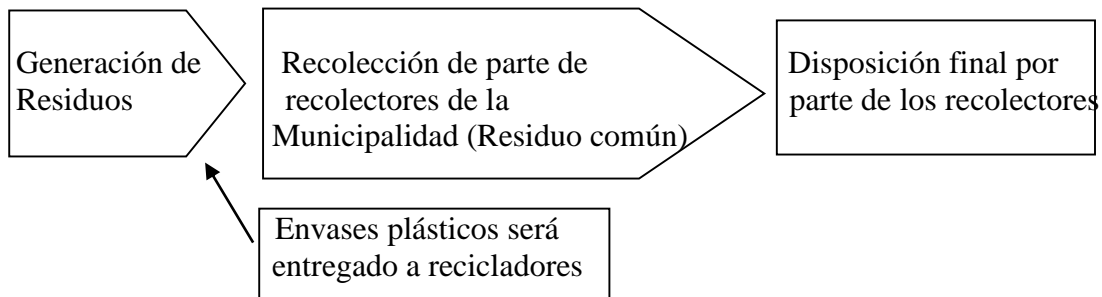 Generación de
Residuos
Recolección de parte de
recolectores de la
Municipalidad (Residuo común)
Disposición final por
parte de los recolectores
Envases plásticos será
entregado a recicladores